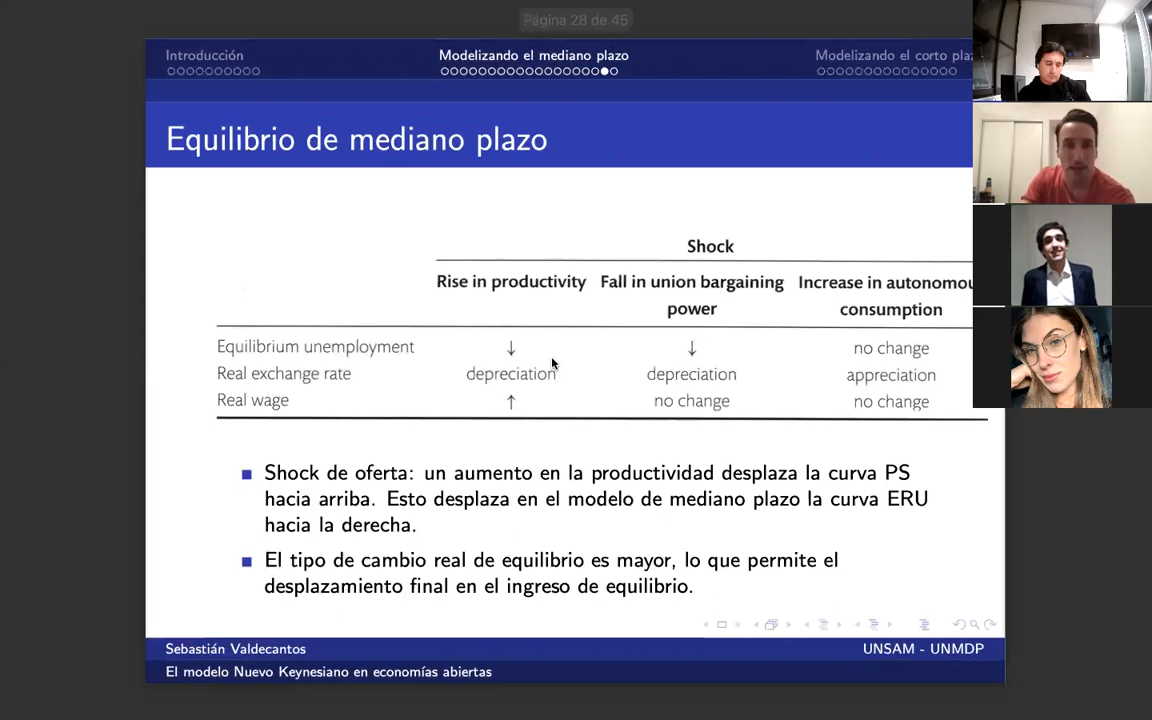 Página 28 de 45
Introducción
Modelizando el mediano plazo
Modelizando el corto
Equilibrio de mediano plazo
Shock
Rise in productivity Fall in union bargaining power Increase in autonomou consumption
Equilibrium unemployment ↓ ↓ no change
Real exchange rate depreciation depreciation appreciation
Real wage ↑ no change no change
Shock de oferta: un aumento en la productividad desplaza la curva PS
hacia arriba. Esto desplaza en el modelo de mediano plazo la curva ERU
hacia la derecha.
El tipo de cambio real de equilibrio es mayor, lo que permite el
desplazamiento final en el ingreso de equilibrio.
Sebastián Valdecantos
UNSAM - UNMDP
El modelo Nuevo Keynesiano en economías abiertas